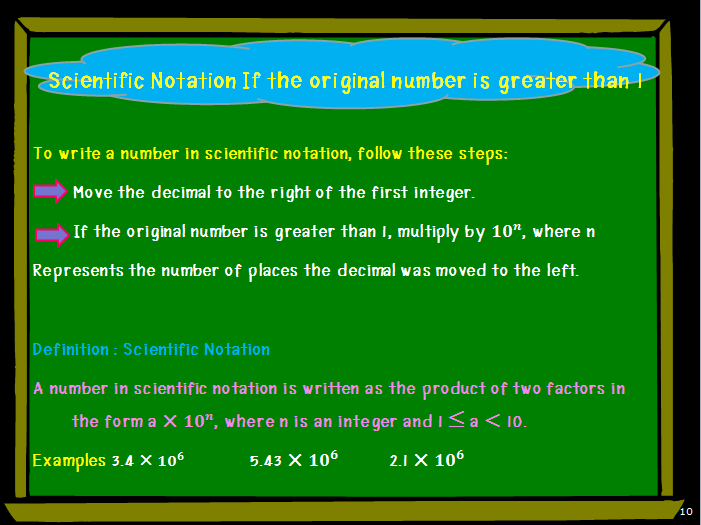 Scientific Notation If the original number is greater than 1
To write a number in scientific notation, follow these steps:
Move the decimal to the right of the first integer.
If the original number is greater than 1, multiply by 10ⁿ, where n
Represents the number of places the decimal was moved to the left.
Definition : Scientific Notation
A number in scientific notation is written as the product of two factors in
the form a × 10ⁿ, where n is an integer and 1 ≤ a < 10.
Examples 3.4 × 10⁶ 5.43 × 10⁶ 2.1 × 10⁶
10